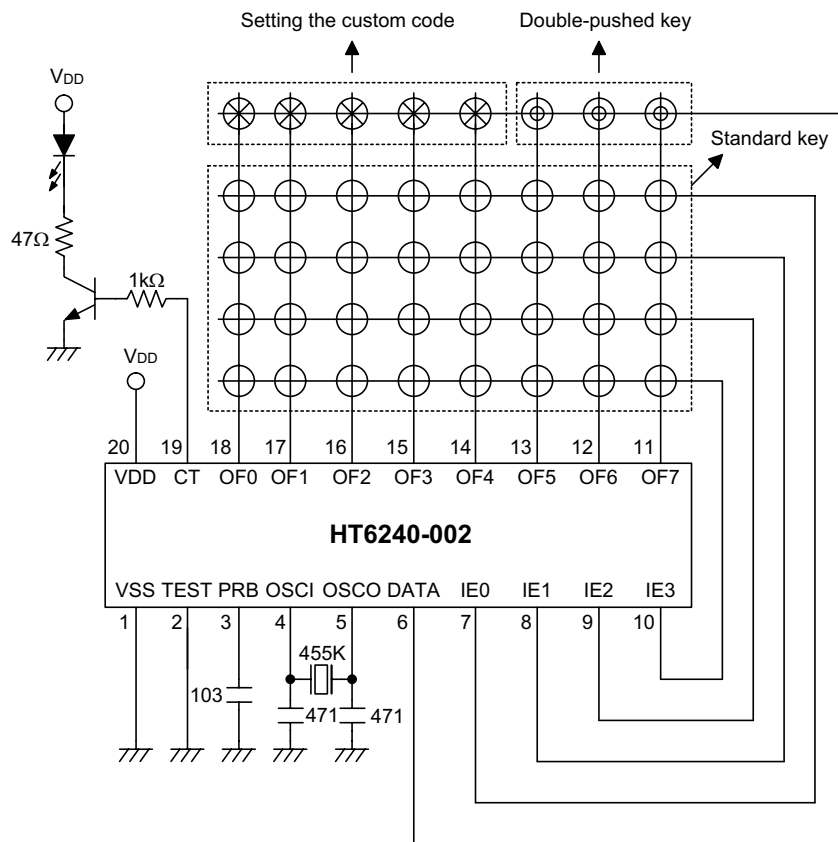 Setting the custom code
Double-pushed key
VDD
Standard key
47Ω
1kΩ
VDD
20 19 18 17 16 15 14 13 12 11
VDD CT OF0 OF1 OF2 OF3 OF4 OF5 OF6 OF7
HT6240-002
VSS TEST PRB OSCI OSCO DATA IE0 IE1 IE2 IE3
1 2 3 4 5 6 7 8 9 10
455K
103
471
471